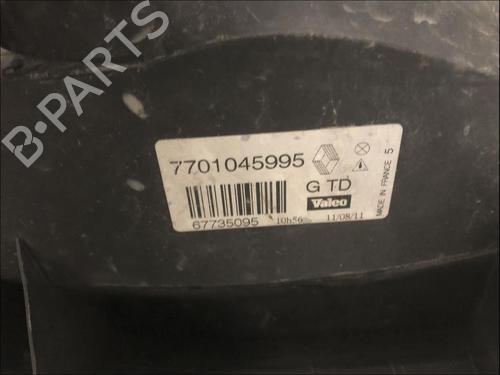 B-PARTS
7701045995
G TD
67735095
Valeo
10h56 11/08/11
MADE IN FRANCE 5